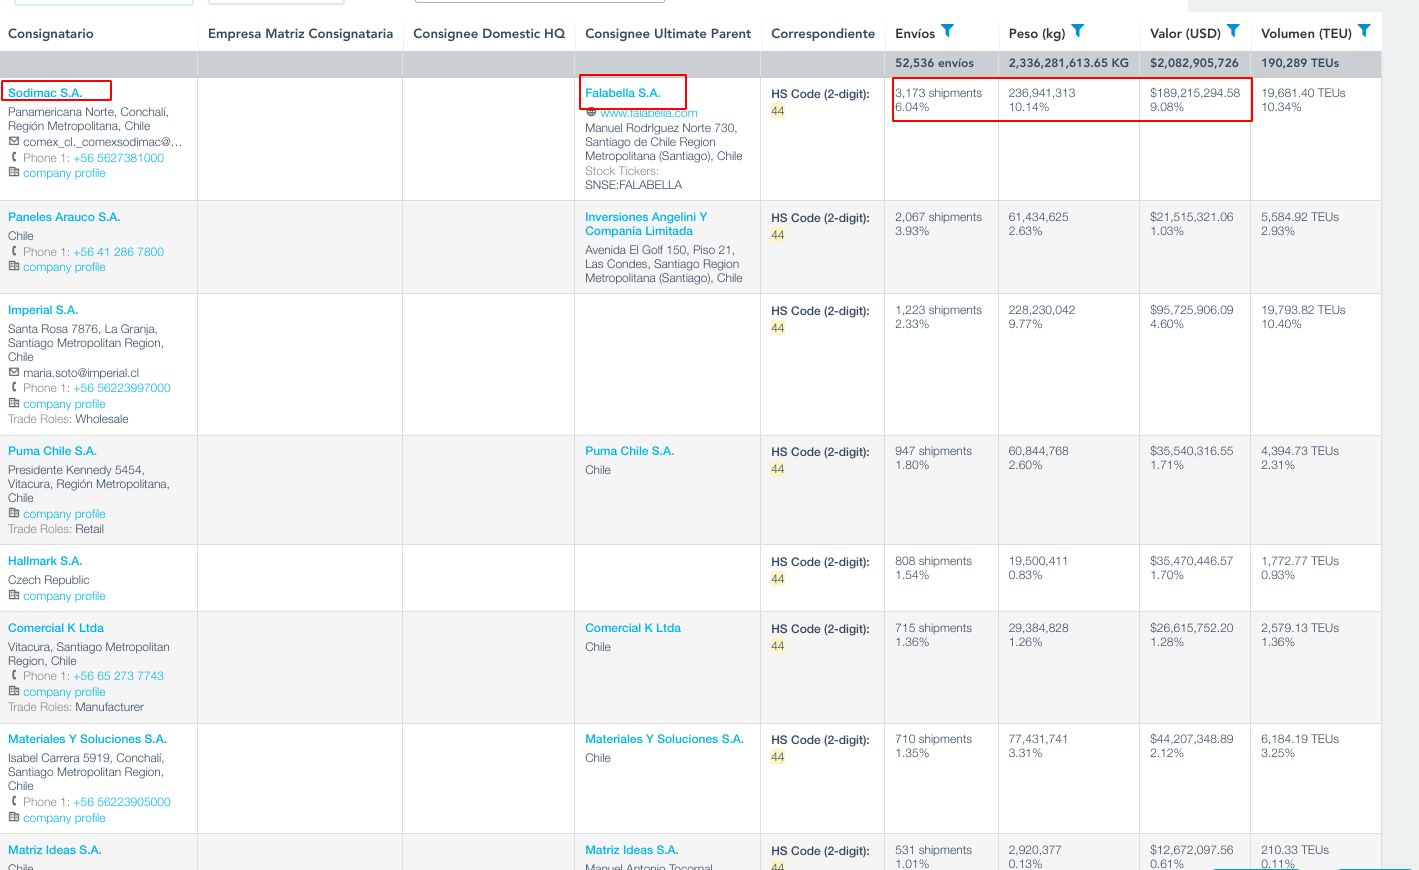 Consignatario Empresa Matriz Consignataria Consignee Domestic HQ Consignee Ultimate Parent Correspondiente Envíos Peso (kg) Valor (USD) Volumen (TEU)
52,536 envíos 2,336,281,613.65 KG $2,082,905,726 190,289 TEUs
Sodimac S.A.
Panamericana Norte, Conchalí,
Región Metropolitana, Chile
comex_cl._comexsodimac@...
Phone 1: +56 5627381000
company profile
Falabella S.A.
www.falabella.com
Manuel Rodríguez Norte 730,
Santiago de Chile Region
Metropolitana (Santiago), Chile
Stock Tickers:
SNSE:FALABELLA
HS Code (2-digit):
44
3,173 shipments
6.04%
236,941,313
10.14%
$189,215,294.58
9.08%
19,681.40 TEUs
10.34%
Paneles Arauco S.A.
Chile
Phone 1: +56 41 286 7800
company profile
Inversiones Angelini Y
Compania Limitada
Avenida El Golf 150, Piso 21,
Las Condes, Santiago Region
Metropolitana (Santiago), Chile
HS Code (2-digit):
44
2,067 shipments
3.93%
61,434,625
2.63%
$21,515,321.06
1.03%
5,584.92 TEUs
2.93%
Imperial S.A.
Santa Rosa 7876, La Granja,
Santiago Metropolitan Region,
Chile
maria.soto@imperial.cl
Phone 1: +56 56223997000
company profile
Trade Roles: Wholesale
HS Code (2-digit):
44
1,223 shipments
2.33%
228,230,042
9.77%
$95,725,906.09
4.60%
19,793.82 TEUs
10.40%
Puma Chile S.A.
Presidente Kennedy 5454,
Vitacura, Región Metropolitana,
Chile
company profile
Trade Roles: Retail
Puma Chile S.A.
Chile
HS Code (2-digit):
44
947 shipments
1.80%
60,844,768
2.60%
$35,540,316.55
1.71%
4,394.73 TEUs
2.31%
Hallmark S.A.
Czech Republic
company profile
HS Code (2-digit):
44
808 shipments
1.54%
19,500,411
0.83%
$35,470,446.57
1.70%
1,772.77 TEUs
0.93%
Comercial K Ltda
Vitacura, Santiago Metropolitan
Region, Chile
Phone 1: +56 65 273 7743
company profile
Trade Roles: Manufacturer
Comercial K Ltda
Chile
HS Code (2-digit):
44
715 shipments
1.36%
29,384,828
1.26%
$26,615,752.20
1.28%
2,579.13 TEUs
1.36%
Materiales Y Soluciones S.A.
Isabel Carrera 5919, Conchalí,
Santiago Metropolitan Region,
Chile
Phone 1: +56 56223905000
company profile
Materiales Y Soluciones S.A.
Chile
HS Code (2-digit):
44
710 shipments
1.35%
77,431,741
3.31%
$44,207,348.89
2.12%
6,184.19 TEUs
3.25%
Matriz Ideas S.A.
Chile
Matriz Ideas S.A.
Manuel Antonio Tocornal
HS Code (2-digit):
44
531 shipments
1.01%
2,920,377
0.13%
$12,672,097.56
0.61%
210.33 TEUs
0.11%